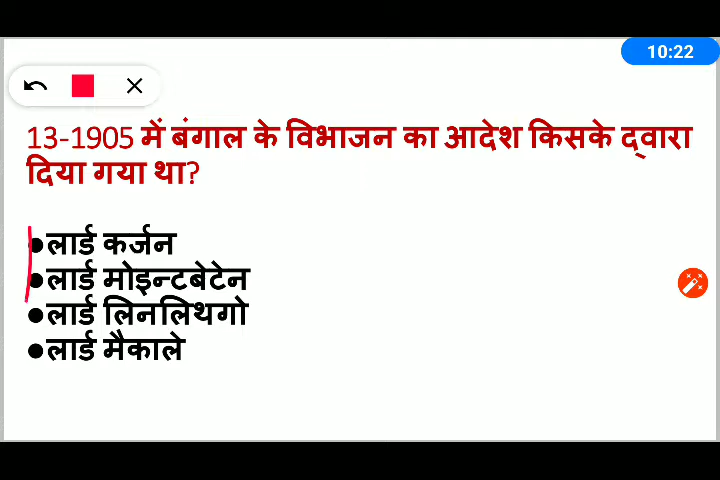 10:22
13-1905 में बंगाल के विभाजन का आदेश किसके द्वारा
दिया गया था?
●लार्ड कर्जन
●लार्ड मोइन्टबेटेन
●लार्ड लिनलिथगो
●लार्ड मैकाले